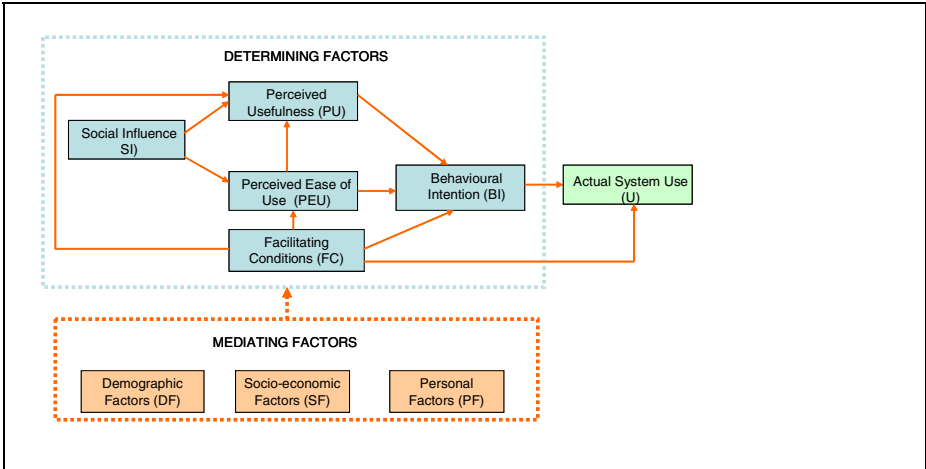 DETERMINING FACTORS
Perceived
Usefulness (PU)
Social Influence
SI)
Perceived Ease of
Use (PEU)
Behavioural
Intention (BI)
Actual System Use
(U)
Facilitating
Conditions (FC)
MEDIATING FACTORS
Demographic
Factors (DF)
Socio-economic
Factors (SF)
Personal
Factors (PF)